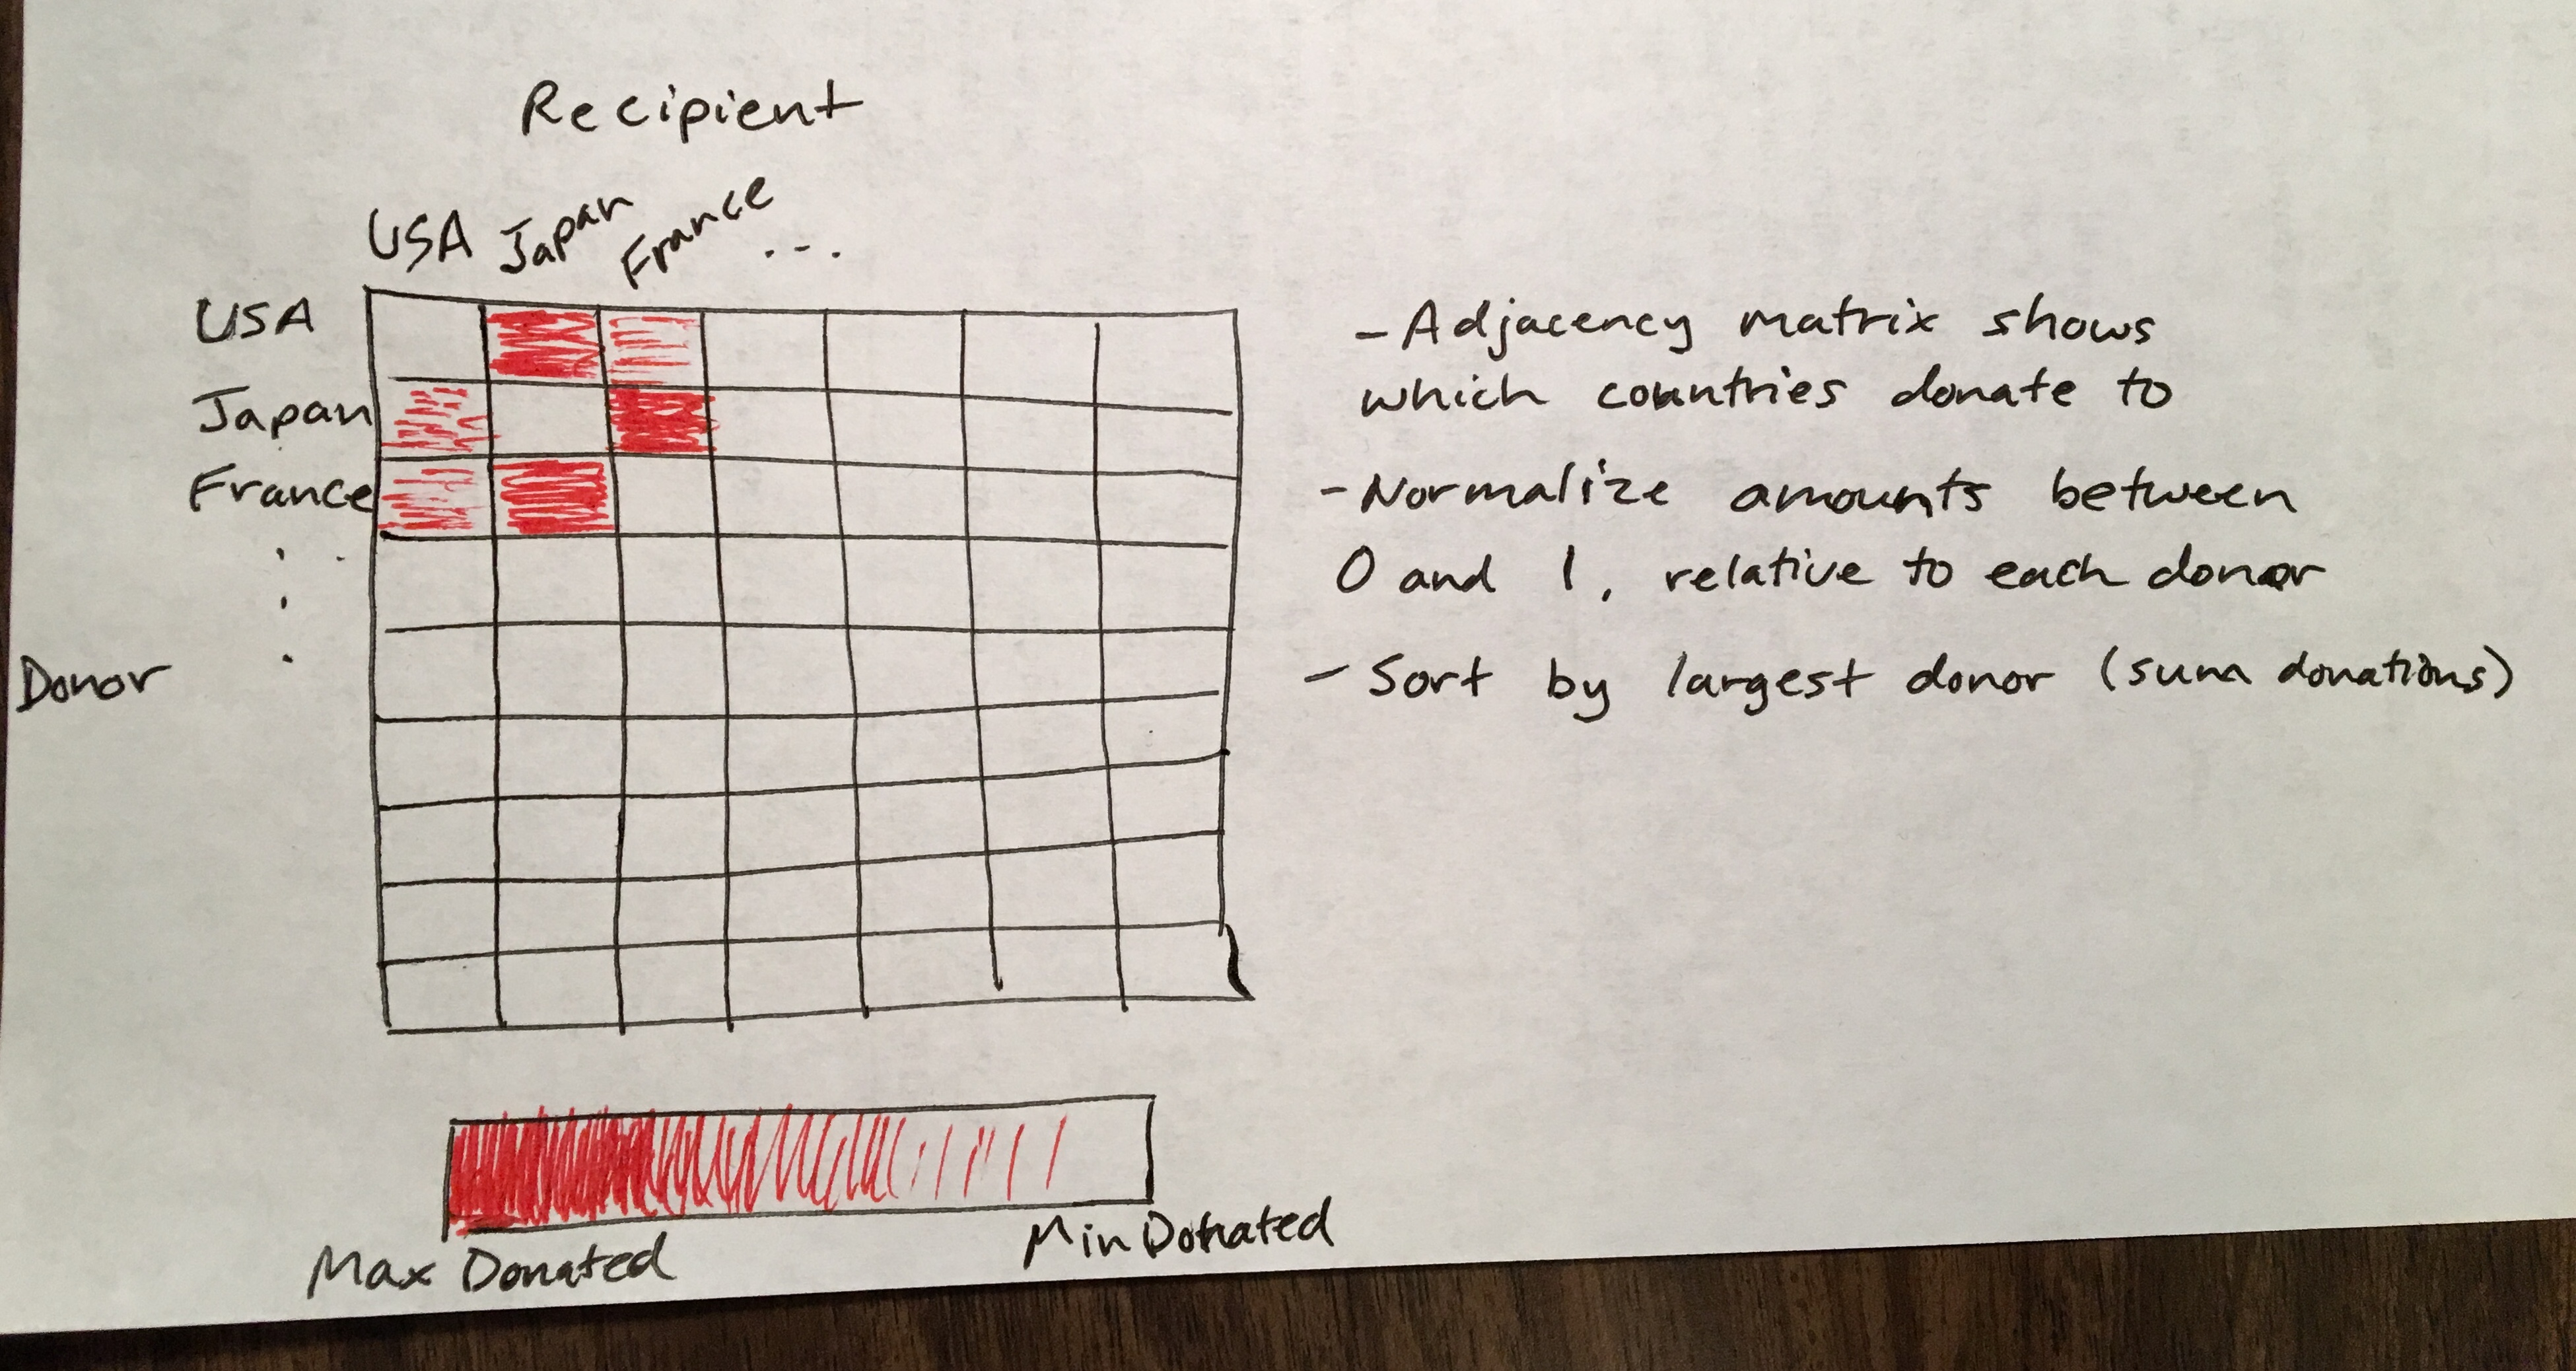 Recipient
USA Japan France ...
USA
Japan
France
Donor
- Adjacency matrix shows
which countries donate to
- Normalize amounts between
0 and 1, relative to each donor
- Sort by largest donor (sum donations)
Max Donated
Min Donated